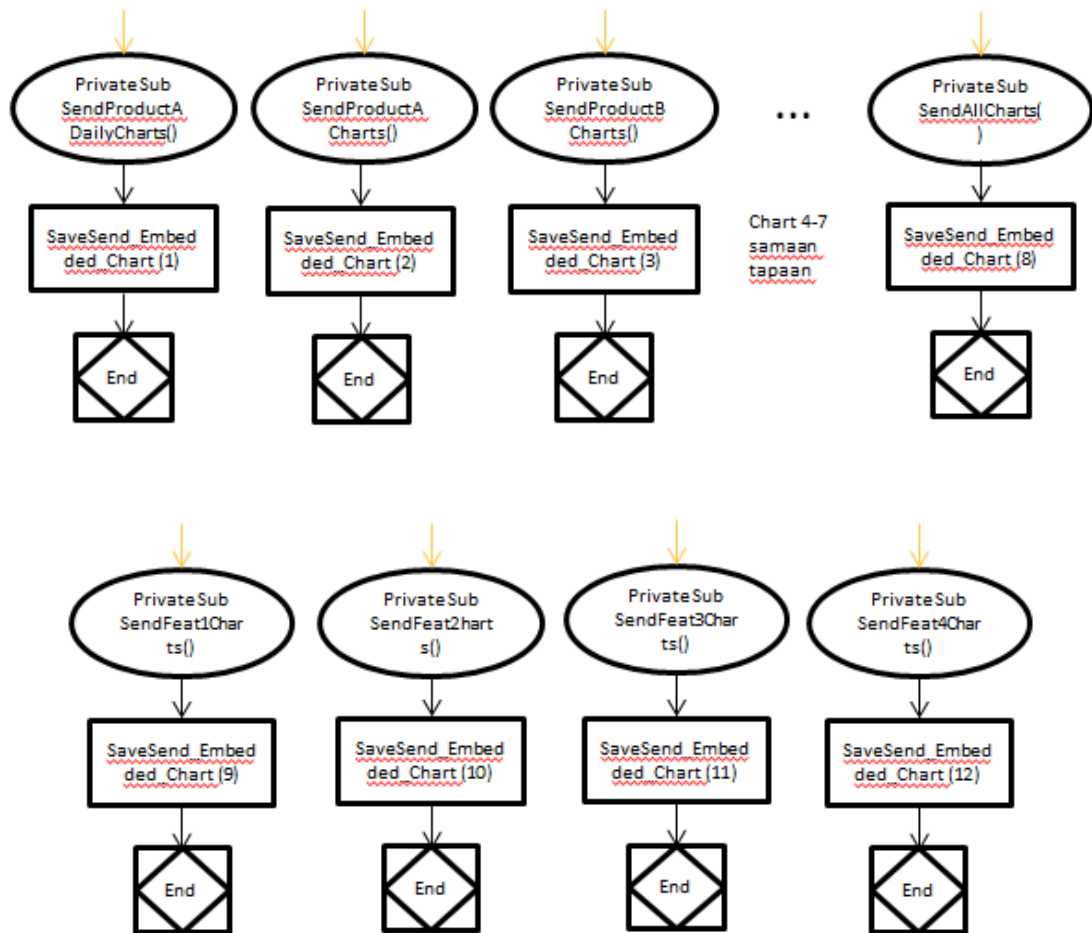 PrivateSub
SendProductA
DailyCharts()
SaveSend_Embed
ded_Chart (1)
End
PrivateSub
SendProductA
Charts()
SaveSend_Embed
ded_Chart (2)
End
PrivateSub
SendProductB
Charts()
SaveSend_Embed
ded_Chart (3)
End
...
Chart 4-7
samaan
tapaan
PrivateSub
SendAllCharts(
)
SaveSend_Embed
ded_Chart (8)
End
PrivateSub
SendFeat1Char
ts()
SaveSend_Embed
ded_Chart (9)
End
PrivateSub
SendFeat2hart
s()
SaveSend_Embed
ded_Chart (10)
End
PrivateSub
SendFeat3Char
ts()
SaveSend_Embed
ded_Chart (11)
End
PrivateSub
SendFeat4Char
ts()
SaveSend_Embed
ded_Chart (12)
End